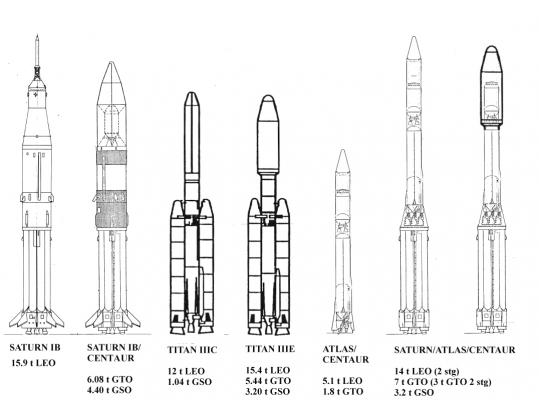 SATURN IB
15.9 t LEO
SATURN IB/
CENTAUR
6.08 t GTO
4.40 t GSO
TITAN IIIC
12 t LEO
1.04 t GSO
TITAN IIIE
15.4 t LEO
5.44 t GTO
3.20 t GSO
ATLAS/
CENTAUR
5.1 t LEO
1.8 t GTO
SATURN/ATLAS/CENTAUR
14 t LEO (2 stg)
7 t GTO (3 t GTO 2 stg)
3.2 t GSO